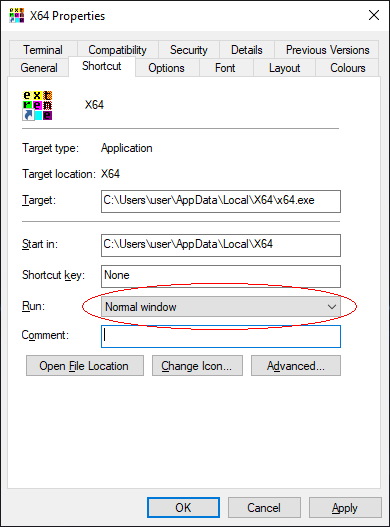 X64 Properties
Terminal Compatibility Security Details Previous Versions
General Shortcut Options Font Layout Colours
X64
Target type: Application
Target location: X64
Target: C:\Users\user\AppData\Local\X64\x64.exe
Start in: C:\Users\user\AppData\Local\X64
Shortcut key: None
Run: Normal window
Comment:
Open File Location Change Icon... Advanced...
OK Cancel Apply